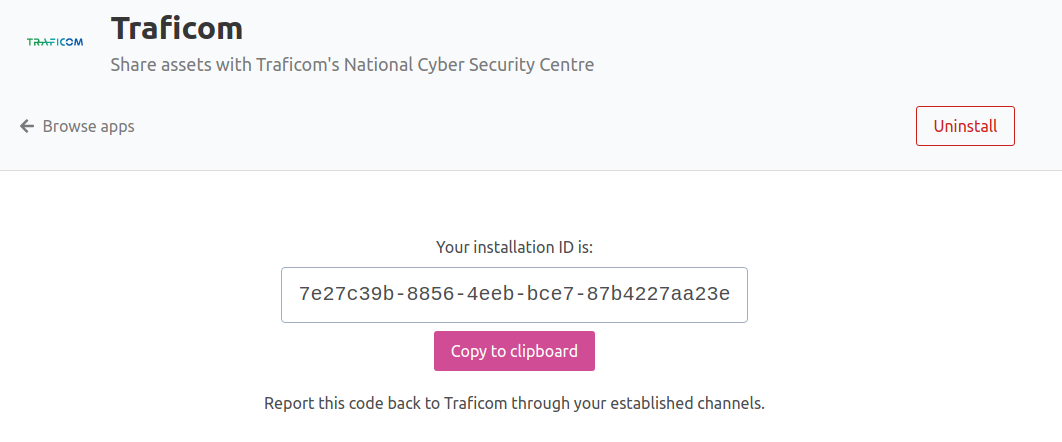 TRAFICOM
Traficom
Share assets with Traficom's National Cyber Security Centre
Browse apps
Uninstall
Your installation ID is:
7e27c39b-8856-4eeb-bce7-87b4227aa23e
Copy to clipboard
Report this code back to Traficom through your established channels.